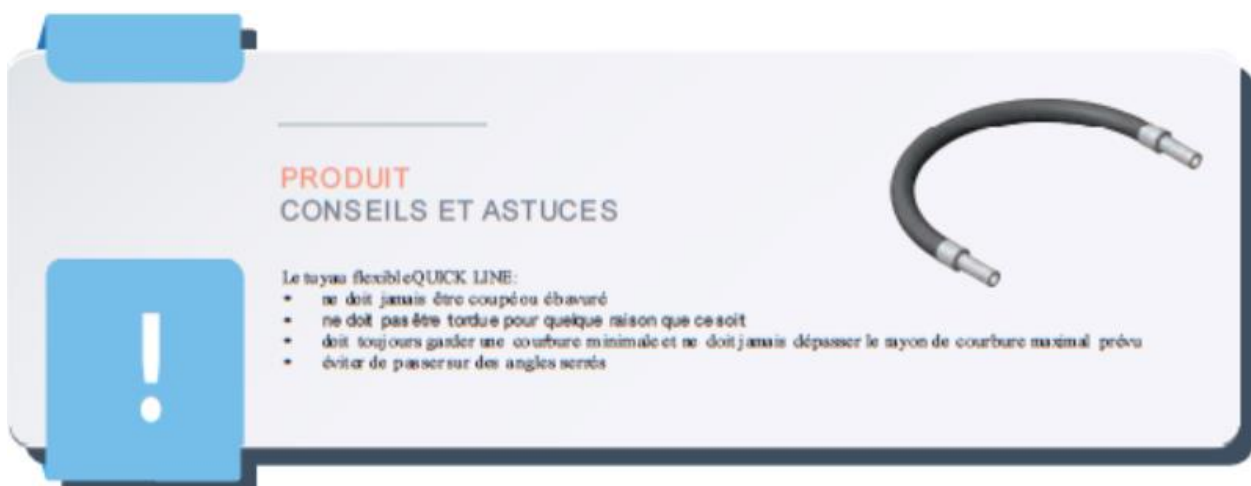 PRODUIT
CONSEILS ET ASTUCES
Le tuyau flexible QUICK LINE:
• ne doit jamais être coupé ou ébavuré
• ne doit pas être tordue pour quelque raison que ce soit
• doit toujours garder une courbure minimale et ne doit jamais dépasser le rayon de courbure maximal prévu
• éviter de passer sur des angles serrés
!